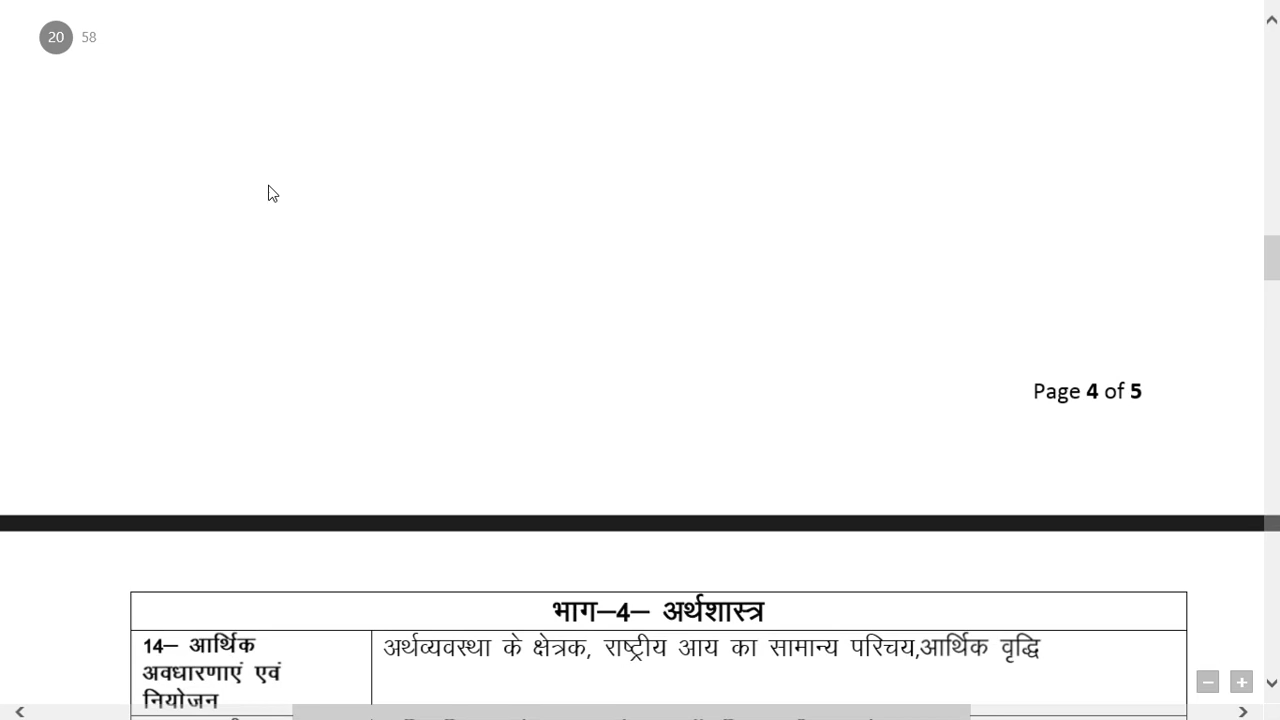 20 58
Page 4 of 5
भाग–4– अर्थशास्त्र
14– आर्थिक
अवधारणाएं एवं
नियोजन
अर्थव्यवस्था के क्षेत्रक, राष्ट्रीय आय का सामान्य परिचय,आर्थिक वृद्धि